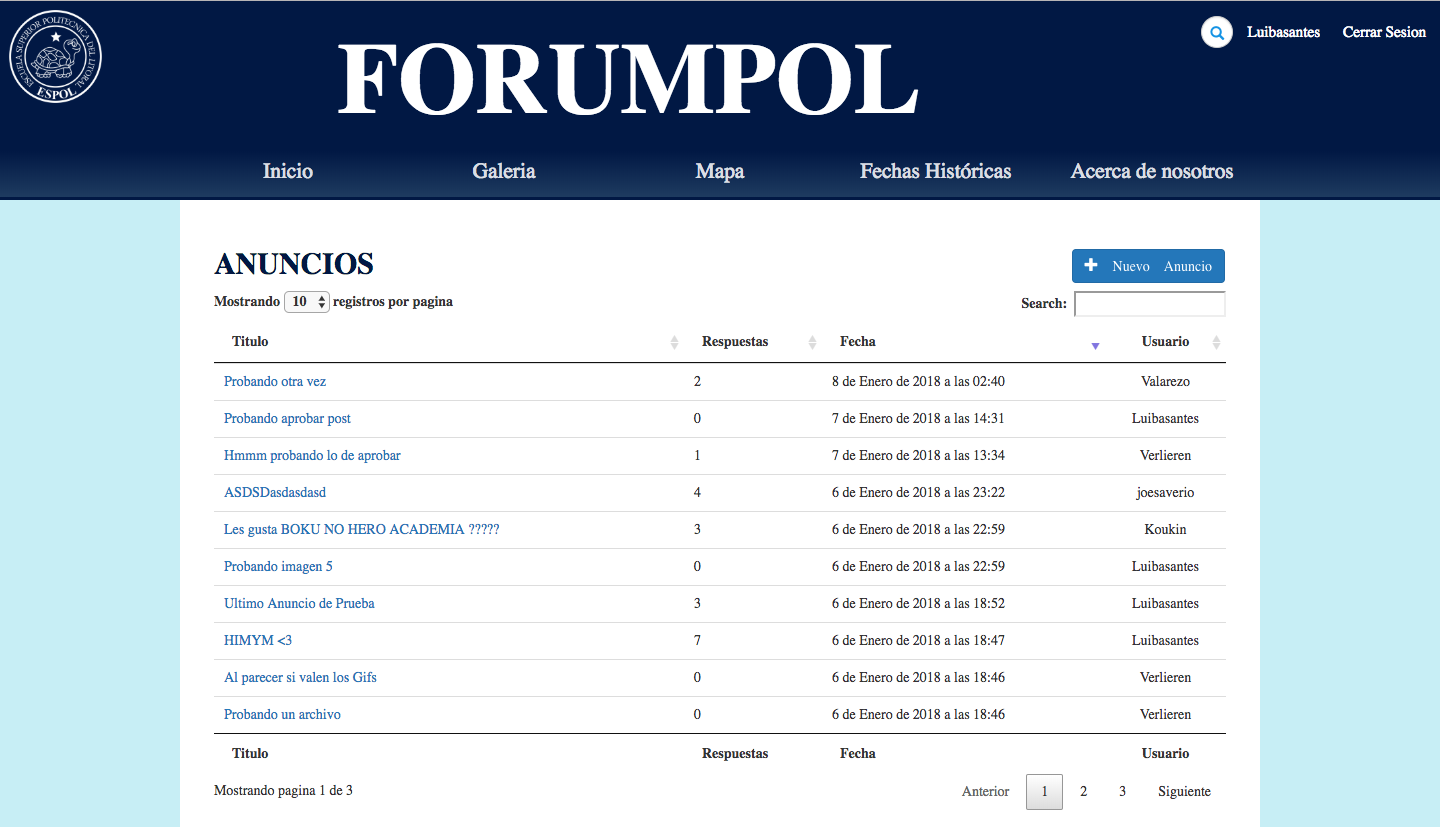 ESCUELA SUPERIOR POLITECNICA DEL LITORAL
ESPOL
FORUMPOL
Luibasantes Cerrar Sesion
Inicio Galeria Mapa Fechas Históricas Acerca de nosotros
ANUNCIOS
Nuevo Anuncio
Mostrando 10 registros por pagina
Search:
Titulo Respuestas Fecha Usuario
Probando otra vez 2 8 de Enero de 2018 a las 02:40 Valarezo
Probando aprobar post 0 7 de Enero de 2018 a las 14:31 Luibasantes
Hmmm probando lo de aprobar 1 7 de Enero de 2018 a las 13:34 Verlieren
ASDSDasdasdasd 4 6 de Enero de 2018 a las 23:22 joesaverio
Les gusta BOKU NO HERO ACADEMIA ????? 3 6 de Enero de 2018 a las 22:59 Koukin
Probando imagen 5 0 6 de Enero de 2018 a las 22:59 Luibasantes
Ultimo Anuncio de Prueba 3 6 de Enero de 2018 a las 18:52 Luibasantes
HIMYM <3 7 6 de Enero de 2018 a las 18:47 Luibasantes
Al parecer si valen los Gifs 0 6 de Enero de 2018 a las 18:46 Verlieren
Probando un archivo 0 6 de Enero de 2018 a las 18:46 Verlieren
Titulo Respuestas Fecha Usuario
Mostrando pagina 1 de 3
Anterior 1 2 3 Siguiente